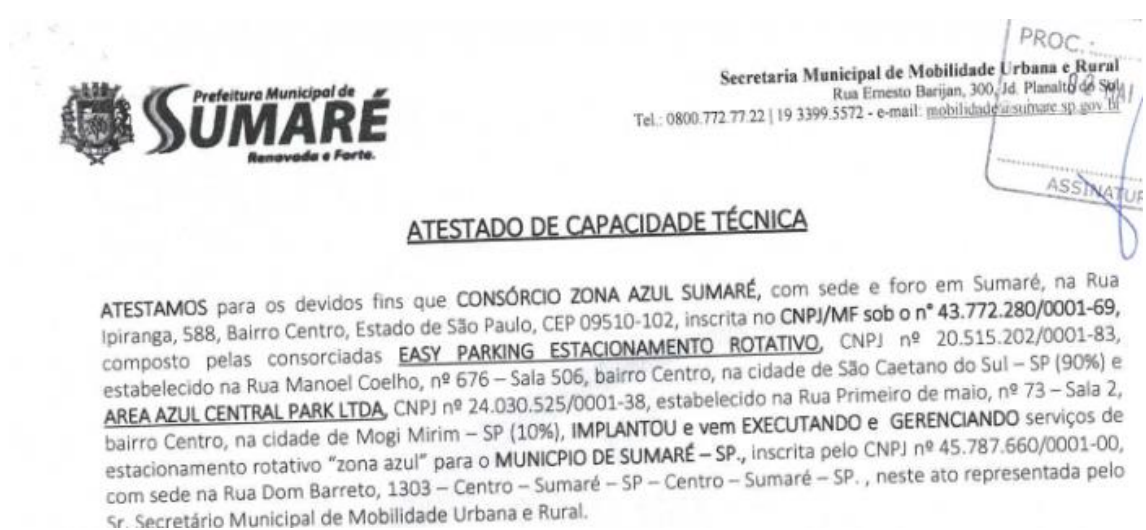 PROC.:
Prefeitura Municipal de
SUMARÉ
Renovada e Forte.
Secretaria Municipal de Mobilidade Urbana e Rural
Rua Ernesto Barijan, 300, Jd. Planalto do Sul
Tel.: 0800.772.77.22 | 19 3399.5572 - e-mail: mobilidade@sumare.sp.gov.br
ASSINATUR
ATESTADO DE CAPACIDADE TÉCNICA
ATESTAMOS para os devidos fins que CONSÓRCIO ZONA AZUL SUMARÉ, com sede e foro em Sumaré, na Rua
Ipiranga, 588, Bairro Centro, Estado de São Paulo, CEP 09510-102, inscrita no CNPJ/MF sob o n° 43.772.280/0001-69,
composto pelas consorciadas EASY PARKING ESTACIONAMENTO ROTATIVO, CNPJ nº 20.515.202/0001-83,
estabelecido na Rua Manoel Coelho, nº 676 – Sala 506, bairro Centro, na cidade de São Caetano do Sul – SP (90%) e
AREA AZUL CENTRAL PARK LTDA, CNPJ nº 24.030.525/0001-38, estabelecido na Rua Primeiro de maio, nº 73 – Sala 2,
bairro Centro, na cidade de Mogi Mirim – SP (10%), IMPLANTOU e vem EXECUTANDO e GERENCIANDO serviços de
estacionamento rotativo "zona azul" para o MUNICPIO DE SUMARÉ – SP., inscrita pelo CNPJ nº 45.787.660/0001-00,
com sede na Rua Dom Barreto, 1303 – Centro – Sumaré – SP – Centro – Sumaré – SP. , neste ato representada pelo
Sr. Secretário Municipal de Mobilidade Urbana e Rural.